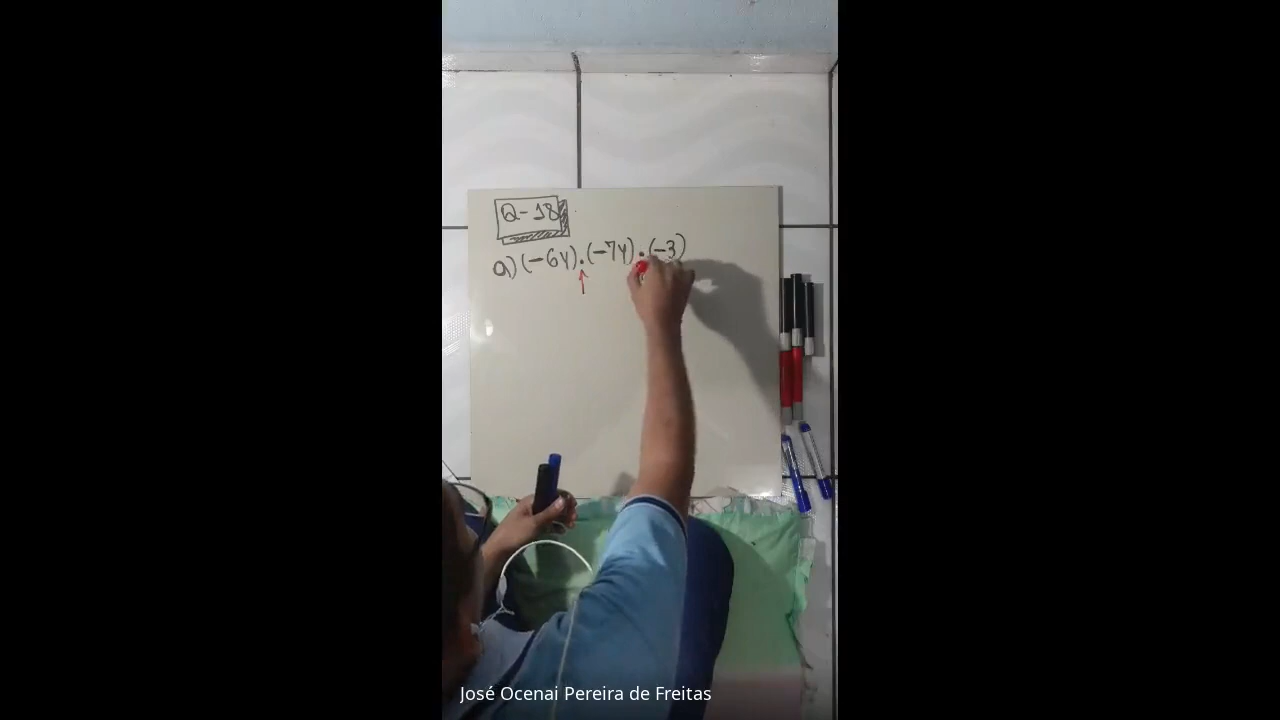 Q-18
a) (-6y).(-7y).(-3)
José Ocenai Pereira de Freitas